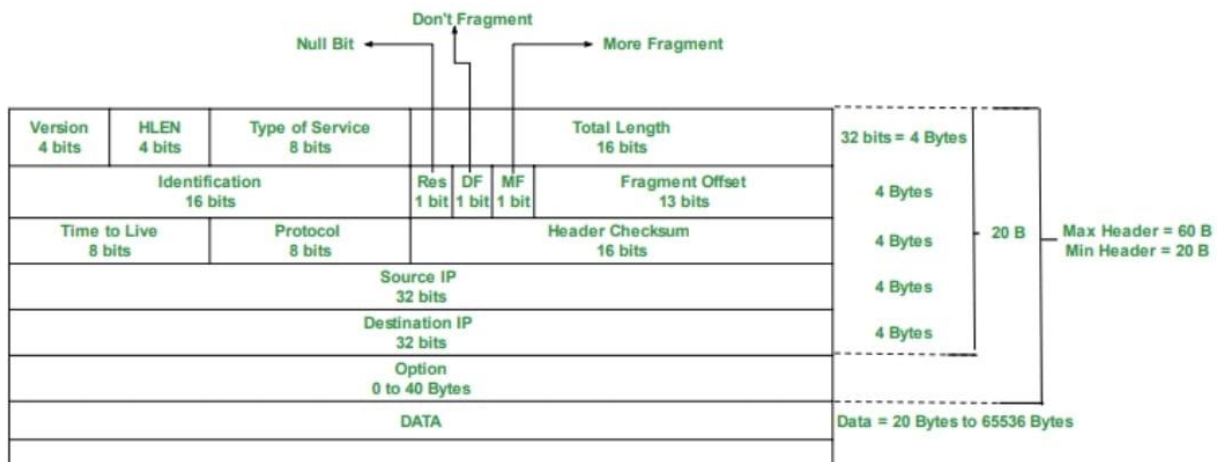 Don't Fragment
Null Bit
More Fragment
Version
4 bits
HLEN
4 bits
Type of Service
8 bits
Total Length
16 bits
32 bits = 4 Bytes
Identification
16 bits
Res
1 bit
DF
1 bit
MF
1 bit
Fragment Offset
13 bits
4 Bytes
Time to Live
8 bits
Protocol
8 bits
Header Checksum
16 bits
4 Bytes
20 B
Max Header = 60 B
Min Header = 20 B
Source IP
32 bits
4 Bytes
Destination IP
32 bits
4 Bytes
Option
0 to 40 Bytes
DATA
Data = 20 Bytes to 65536 Bytes